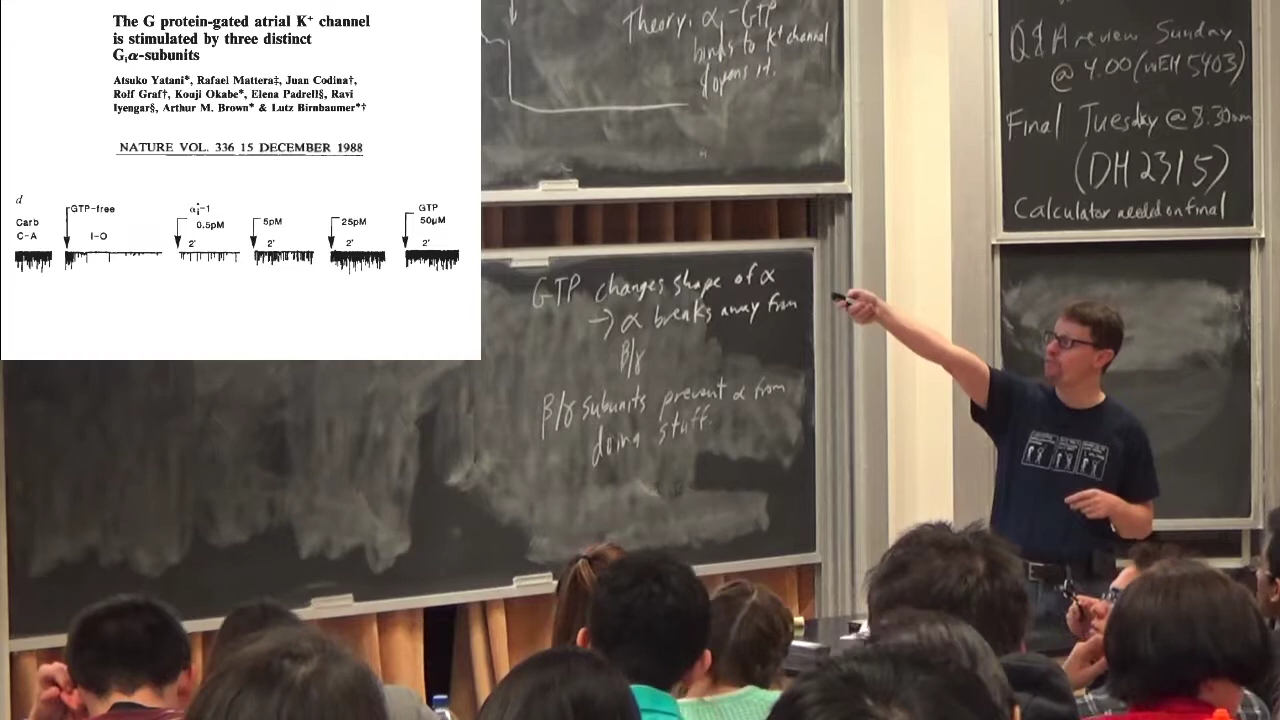 The G protein-gated atrial K⁺ channel
is stimulated by three distinct
Gᵢα-subunits
Atsuko Yatani*, Rafael Mattera‡, Juan Codina†,
Rolf Graf†, Kouji Okabe*, Elena Padrell§, Ravi
Iyengar§, Arthur M. Brown* & Lutz Birnbaumer*†
NATURE VOL. 336 15 DECEMBER 1988
d
Carb
C-A
GTP-free
I-O
αᵢ-1
0.5pM
2'
5pM
2'
25pM
2'
GTP
50μM
2'
Theory: αᵢ-GTP
binds to K⁺ channel
& opens it.
GTP changes shape of α
→ α breaks away from
β/γ
β/γ subunits prevent α from
doing stuff.
Q&A review Sunday
@ 4:00 (WEH 5403)
Final Tuesday @ 8:30am
(DH 2315)
Calculator needed on final